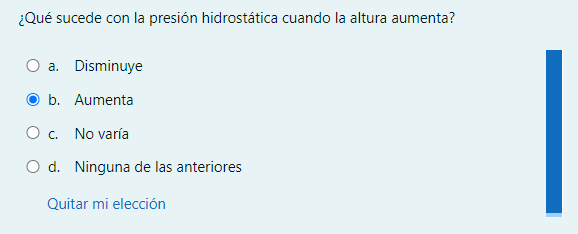 ¿Qué sucede con la presión hidrostática cuando la altura aumenta?
a. Disminuye
b. Aumenta
c. No varía
d. Ninguna de las anteriores
Quitar mi elección